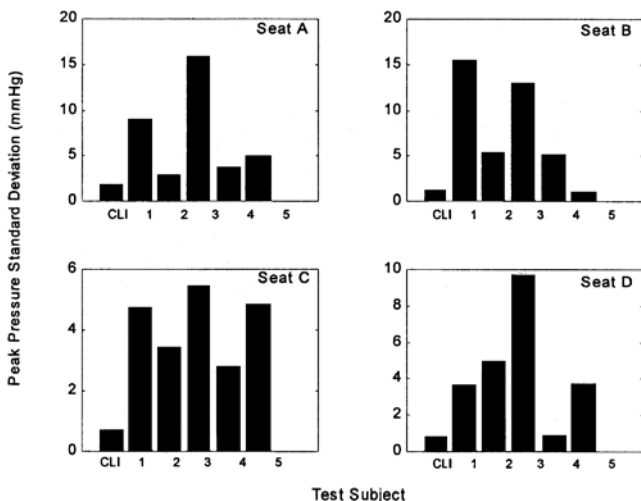 Peak Pressure Standard Deviation (mmHg)
Seat A
20
15
10
5
0
CLI 1 2 3 4 5
Seat B
20
15
10
5
0
CLI 1 2 3 4 5
Seat C
6
4
2
0
CLI 1 2 3 4 5
Seat D
10
8
6
4
2
0
CLI 1 2 3 4 5
Test Subject